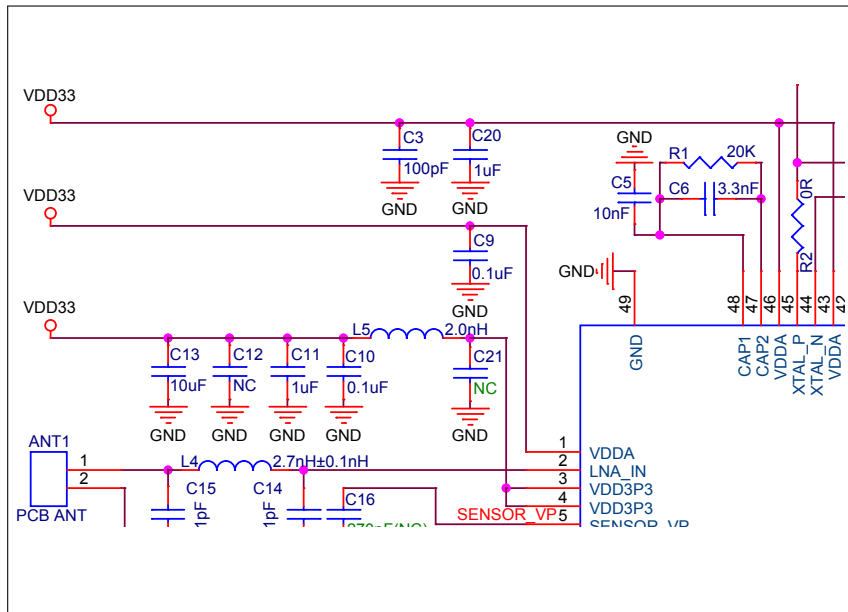 VDD33
C3
100pF
GND
C20
1uF
GND
GND
R1
20K
C5
10nF
C6
3.3nF
0R
R2
VDD33
C9
0.1uF
GND
GND
49
48
47
46
45
44
43
42
GND
CAP1
CAP2
VDDA
XTAL_P
XTAL_N
VDDA
VDD33
L5
2.0nH
C13
10uF
GND
C12
NC
GND
C11
1uF
GND
C10
0.1uF
GND
C21
NC
GND
ANT1
1
2
PCB ANT
L4
2.7nH±0.1nH
C15
1pF
C14
1pF
C16
1
VDDA
2
LNA_IN
3
VDD3P3
4
VDD3P3
SENSOR_VP
5
SENSOR_VP